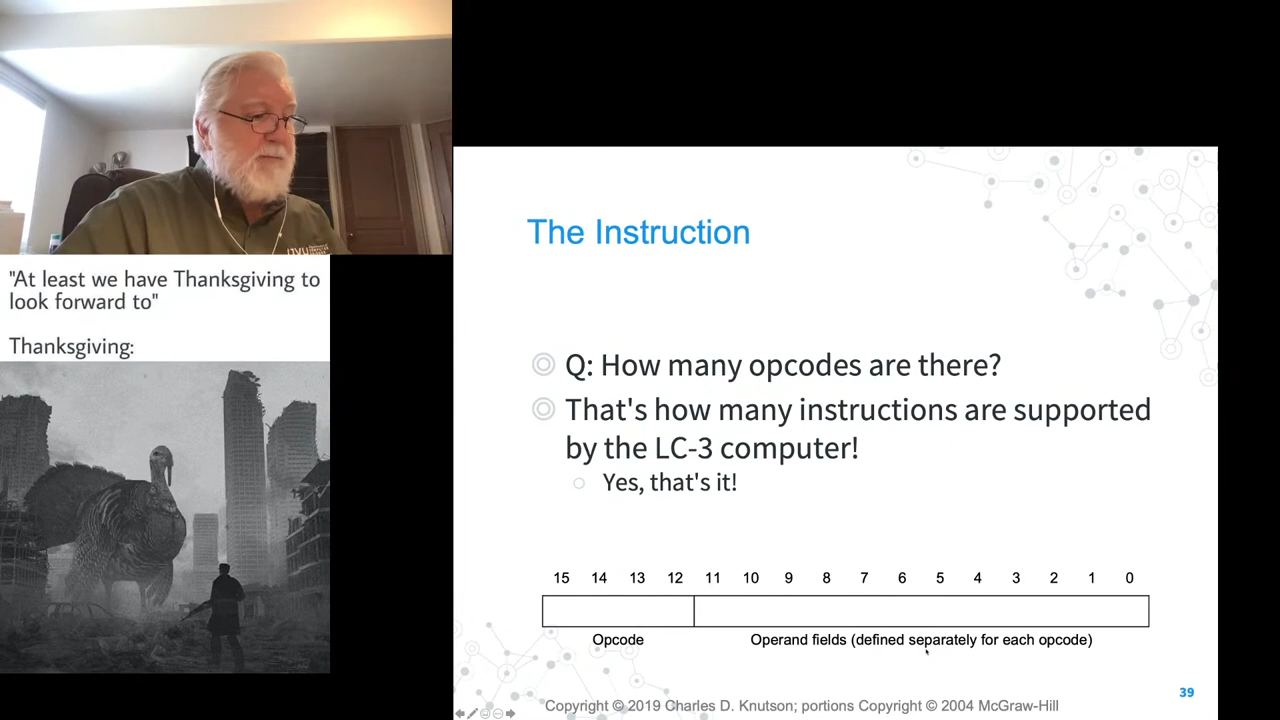 "At least we have Thanksgiving to
look forward to"
Thanksgiving:
The Instruction
Q: How many opcodes are there?
That's how many instructions are supported
by the LC-3 computer!
Yes, that's it!
15 14 13 12 11 10 9 8 7 6 5 4 3 2 1 0
Opcode Operand fields (defined separately for each opcode)
39
Copyright © 2019 Charles D. Knutson; portions Copyright © 2004 McGraw-Hill
UVU